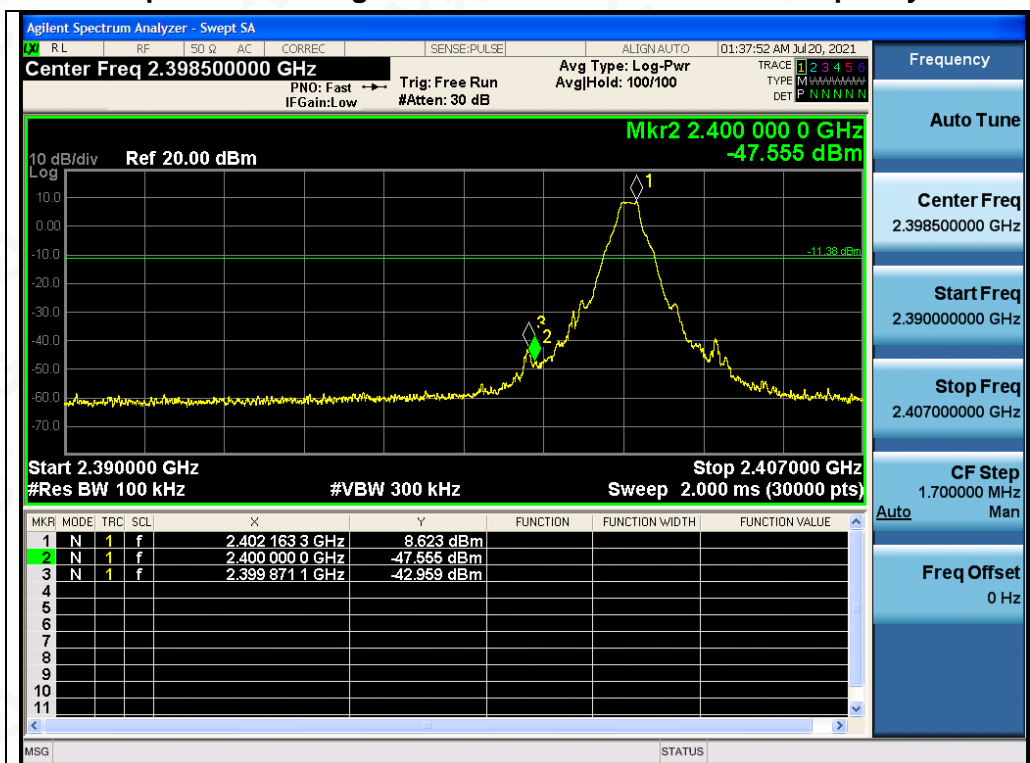 Agilent Spectrum Analyzer - Swept SA
LXI RL RF 50 Ω AC CORREC SENSE:PULSE ALIGN AUTO 01:37:52 AM Jul 20, 2021
Center Freq 2.398500000 GHz
PNO: Fast
IFGain:Low
Trig: Free Run
#Atten: 30 dB
Avg Type: Log-Pwr
Avg|Hold: 100/100
TRACE 1 2 3 4 5 6
TYPE M
DET P N N N N N
Mkr2 2.400 000 0 GHz
-47.555 dBm
10 dB/div Ref 20.00 dBm
Log
10.0
0.00
-10.0
-20.0
-30.0
-40.0
-50.0
-60.0
-70.0
1
-11.38 dBm
3
2
Start 2.390000 GHz Stop 2.407000 GHz
#Res BW 100 kHz #VBW 300 kHz Sweep 2.000 ms (30000 pts)
MKR MODE TRC SCL X Y FUNCTION FUNCTION WIDTH FUNCTION VALUE
1 N 1 f 2.402 163 3 GHz 8.623 dBm
2 N 1 f 2.400 000 0 GHz -47.555 dBm
3 N 1 f 2.399 871 1 GHz -42.959 dBm
4
5
6
7
8
9
10
11
MSG STATUS
Frequency
Auto Tune
Center Freq
2.398500000 GHz
Start Freq
2.390000000 GHz
Stop Freq
2.407000000 GHz
CF Step
1.700000 MHz
Auto Man
Freq Offset
0 Hz